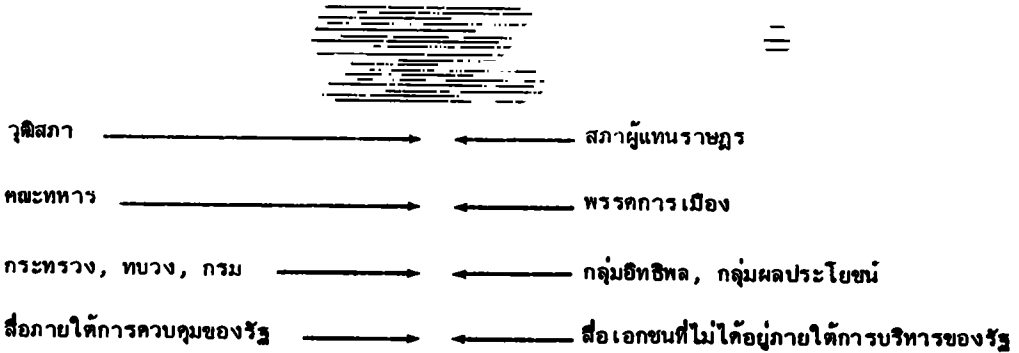 วุฒิสภา สภาผู้แทนราษฎร
คณะทหาร พรรคการเมือง
กระทรวง, ทบวง, กรม กลุ่มอิทธิพล, กลุ่มผลประโยชน์
สื่อภายใต้การควบคุมของรัฐ สื่อเอกชนที่ไม่ได้อยู่ภายใต้การบริหารของรัฐ